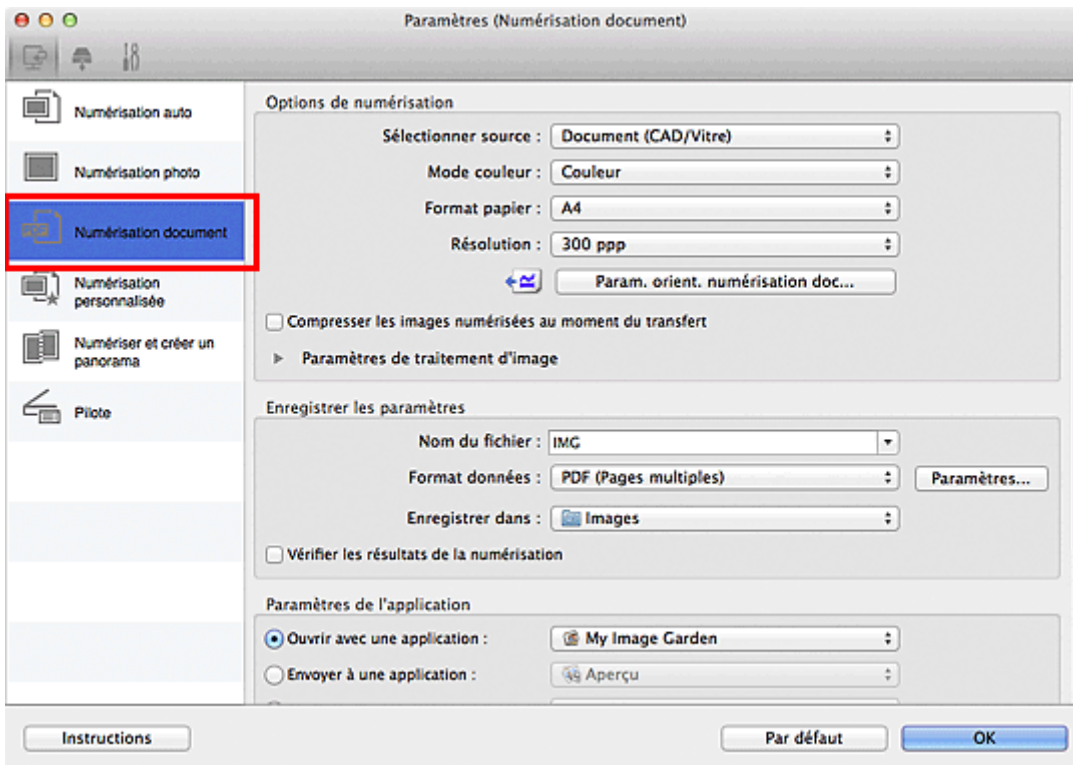 Paramètres (Numérisation document)
Numérisation auto
Numérisation photo
Numérisation document
Numérisation
personnalisée
Numériser et créer un
panorama
Pilote
Options de numérisation
Sélectionner source : Document (CAD/Vitre)
Mode couleur : Couleur
Format papier : A4
Résolution : 300 ppp
Param. orient. numérisation doc...
Compresser les images numérisées au moment du transfert
Paramètres de traitement d'image
Enregistrer les paramètres
Nom du fichier : IMG
Format données : PDF (Pages multiples) Paramètres...
Enregistrer dans : Images
Vérifier les résultats de la numérisation
Paramètres de l'application
Ouvrir avec une application : My Image Garden
Envoyer à une application : Aperçu
Instructions Par défaut OK